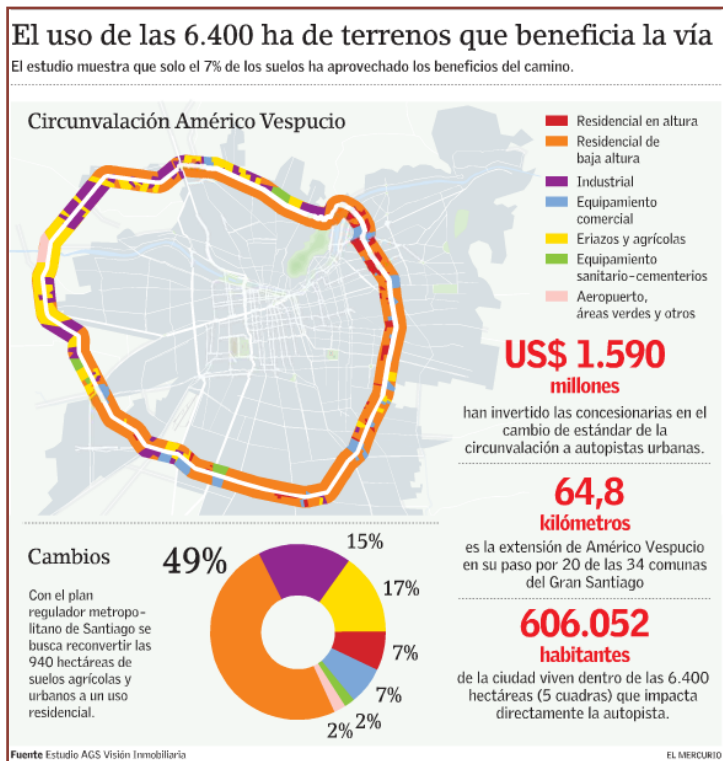 El uso de las 6.400 ha de terrenos que beneficia la vía
El estudio muestra que solo el 7% de los suelos ha aprovechado los beneficios del camino.
Circunvalación Américo Vespucio
Residencial en altura
Residencial de
baja altura
Industrial
Equipamiento
comercial
Eriazos y agrícolas
Equipamiento
sanitario-cementerios
Aeropuerto,
áreas verdes y otros
US$ 1.590
millones
han invertido las concesionarias en el
cambio de estándar de la
circunvalación a autopistas urbanas.
64,8
kilómetros
es la extensión de Américo Vespucio
en su paso por 20 de las 34 comunas
del Gran Santiago
606.052
habitantes
de la ciudad viven dentro de las 6.400
hectáreas (5 cuadras) que impacta
directamente la autopista.
Cambios
Con el plan
regulador metropo-
litano de Santiago se
busca reconvertir las
940 hectáreas de
suelos agrícolas y
urbanos a un uso
residencial.
49%
15%
17%
7%
7%
2%
2%
Fuente Estudio AGS Visión Inmobiliaria
EL MERCURIO